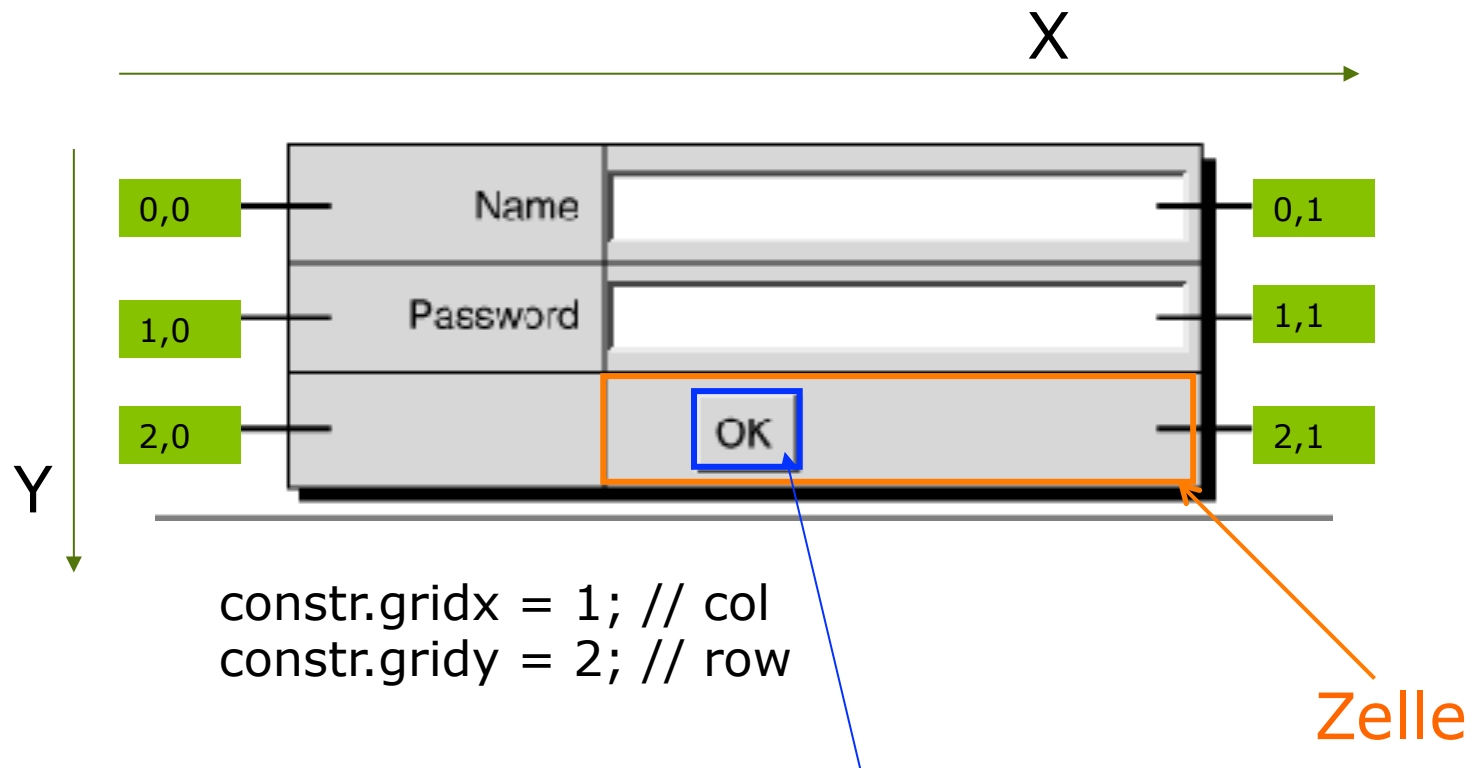 X
0,0 Name 0,1
1,0 Password 1,1
2,0 OK 2,1
Y
constr.gridx = 1; // col
constr.gridy = 2; // row
Zelle